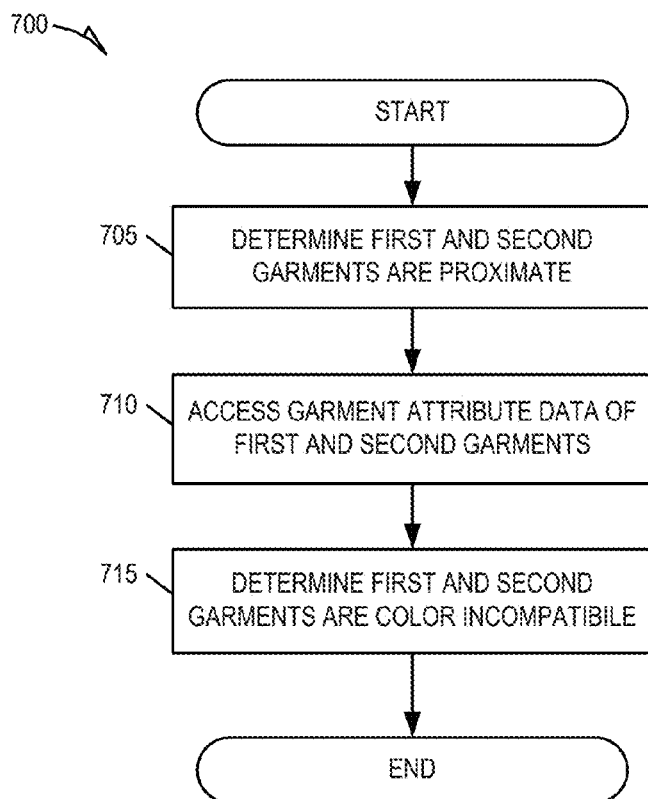 700
START
705
DETERMINE FIRST AND SECOND
GARMENTS ARE PROXIMATE
710
ACCESS GARMENT ATTRIBUTE DATA OF
FIRST AND SECOND GARMENTS
715
DETERMINE FIRST AND SECOND
GARMENTS ARE COLOR INCOMPATIBILE
END